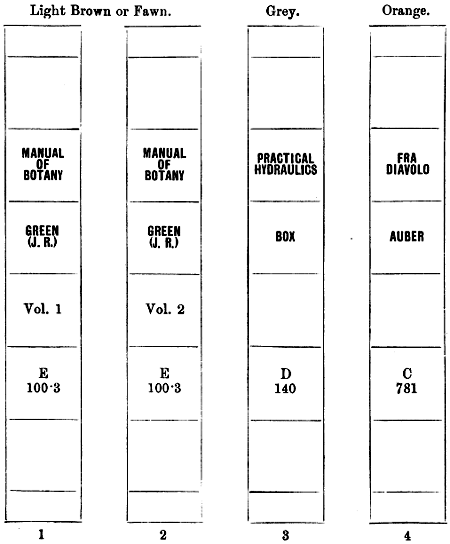 Light Brown or Fawn.
Grey.
Orange.
MANUAL
OF
BOTANY
GREEN
(J. R.)
Vol. 1
E
100·3
1
MANUAL
OF
BOTANY
GREEN
(J. R.)
Vol. 2
E
100·3
2
PRACTICAL
HYDRAULICS
BOX
D
140
3
FRA
DIAVOLO
AUBER
C
781
4